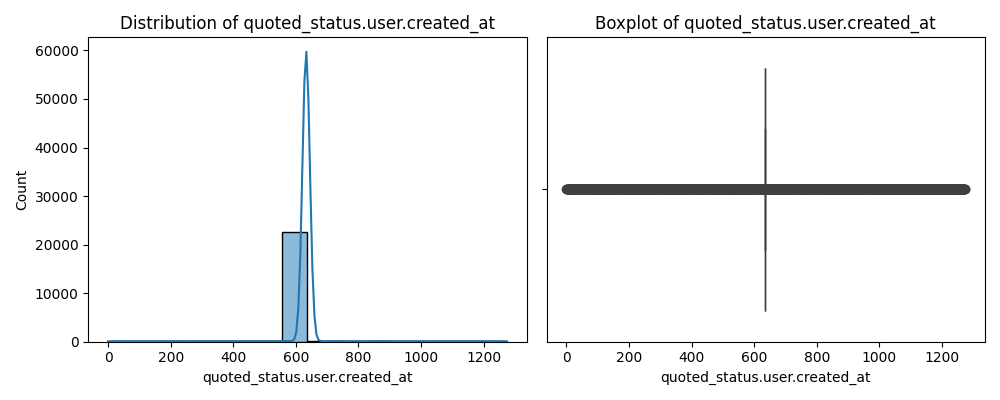 Distribution of quoted_status.user.created_at
Count
60000
50000
40000
30000
20000
10000
0
0 200 400 600 800 1000 1200
quoted_status.user.created_at
Boxplot of quoted_status.user.created_at
0 200 400 600 800 1000 1200
quoted_status.user.created_at